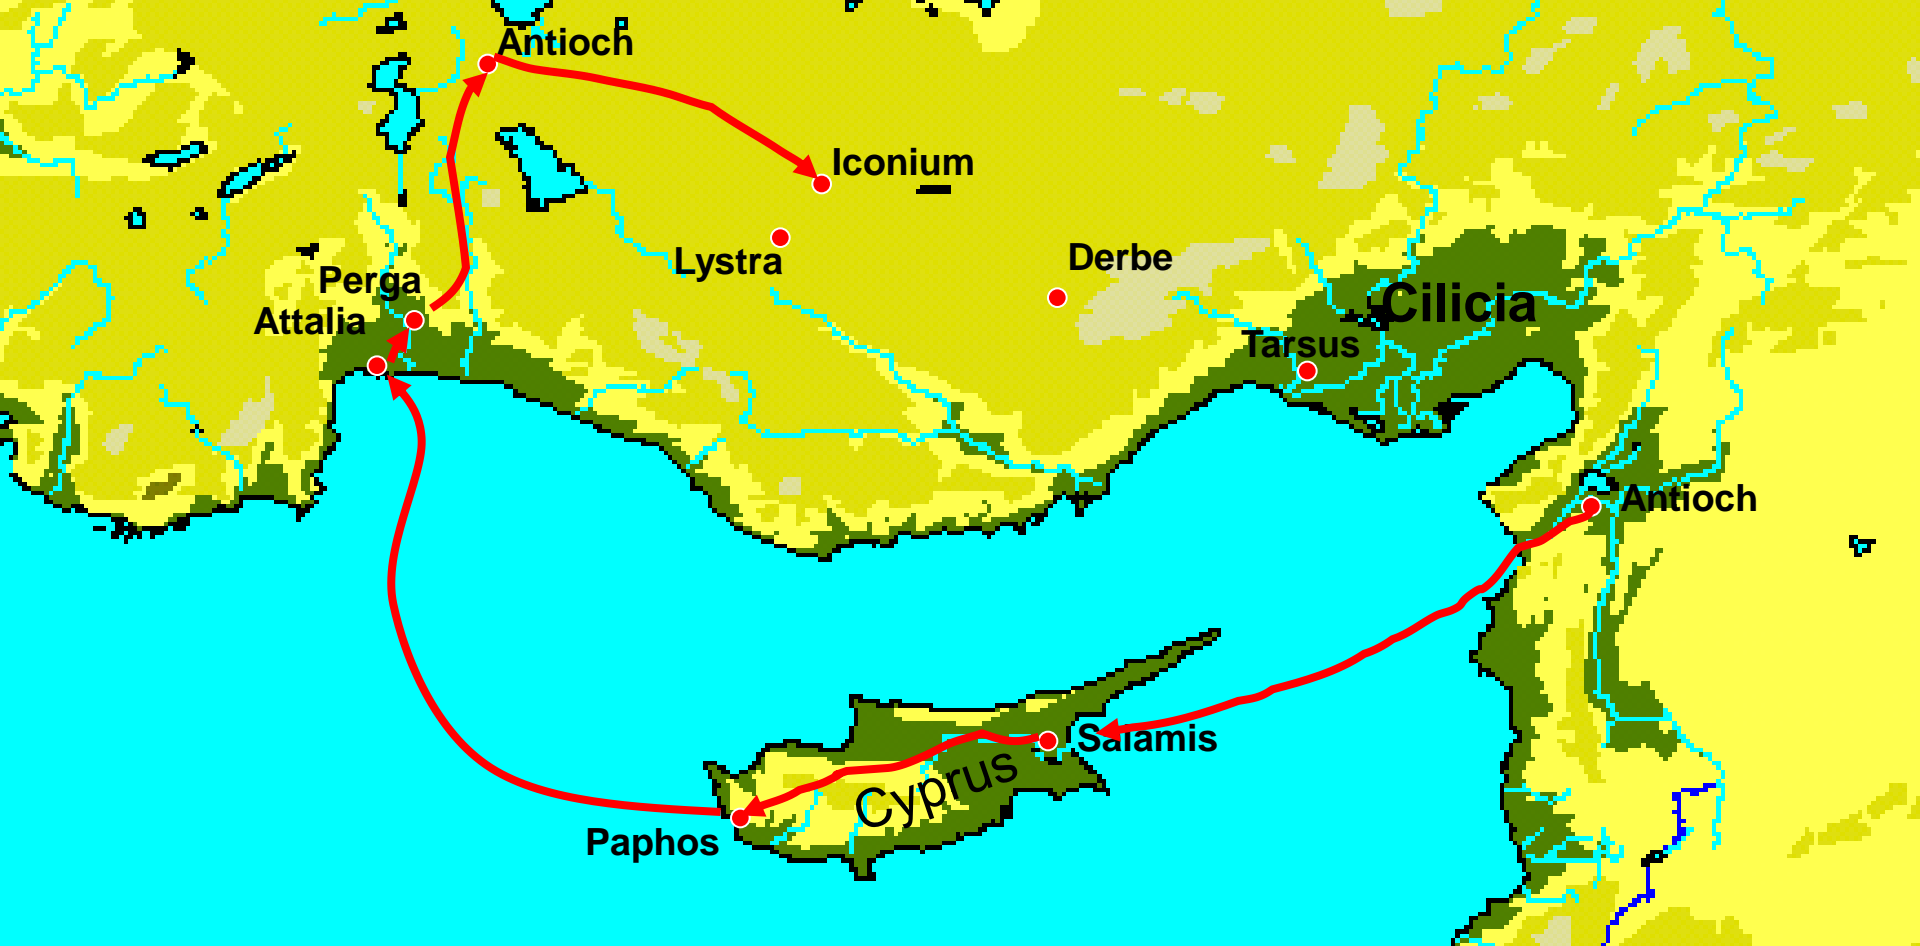 Antioch
Iconium
Lystra
Derbe
Perga
Attalia
Cilicia
Tarsus
Antioch
Salamis
Cyprus
Paphos